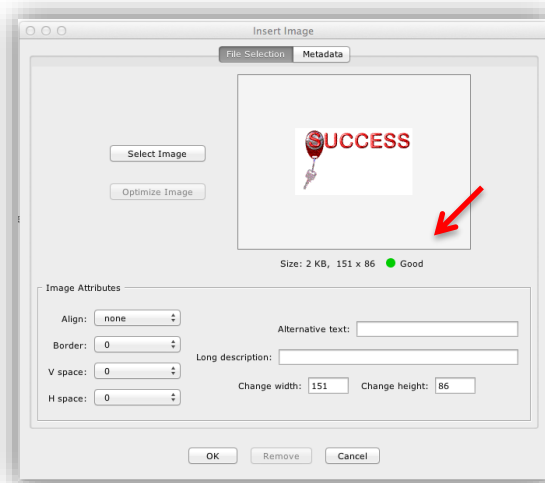 Insert Image
File Selection Metadata
SUCCESS
Select Image
Optimize Image
Size: 2 KB, 151 x 86 Good
Image Attributes
Align: none
Border: 0
V space: 0
H space: 0
Alternative text:
Long description:
Change width: 151 Change height: 86
OK Remove Cancel